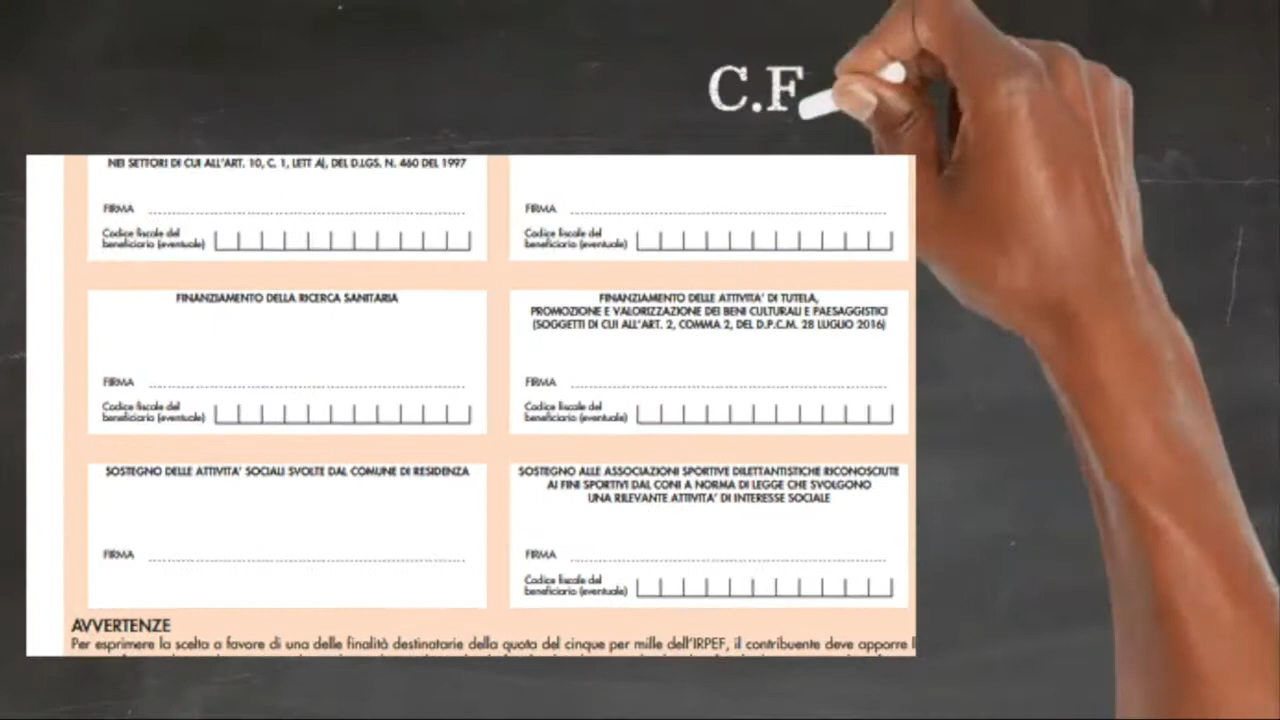 C.F
NEI SETTORI DI CUI ALL'ART. 10, C. 1, LETT A), DEL D.LGS. N. 460 DEL 1997
FIRMA
Codice fiscale del
beneficiario (eventuale)
FIRMA
Codice fiscale del
beneficiario (eventuale)
FINANZIAMENTO DELLA RICERCA SANITARIA
FIRMA
Codice fiscale del
beneficiario (eventuale)
FINANZIAMENTO DELLE ATTIVITA' DI TUTELA,
PROMOZIONE E VALORIZZAZIONE DEI BENI CULTURALI E PAESAGGISTICI
(SOGGETTI DI CUI ALL'ART. 2, COMMA 2, DEL D.P.C.M. 28 LUGLIO 2016)
FIRMA
Codice fiscale del
beneficiario (eventuale)
SOSTEGNO DELLE ATTIVITA' SOCIALI SVOLTE DAL COMUNE DI RESIDENZA
FIRMA
SOSTEGNO ALLE ASSOCIAZIONI SPORTIVE DILETTANTISTICHE RICONOSCIUTE
AI FINI SPORTIVI DAL CONI A NORMA DI LEGGE CHE SVOLGONO
UNA RILEVANTE ATTIVITA' DI INTERESSE SOCIALE
FIRMA
Codice fiscale del
beneficiario (eventuale)
AVVERTENZE
Per esprimere la scelta a favore di una delle finalità destinatarie della quota del cinque per mille dell'IRPEF, il contribuente deve apporre